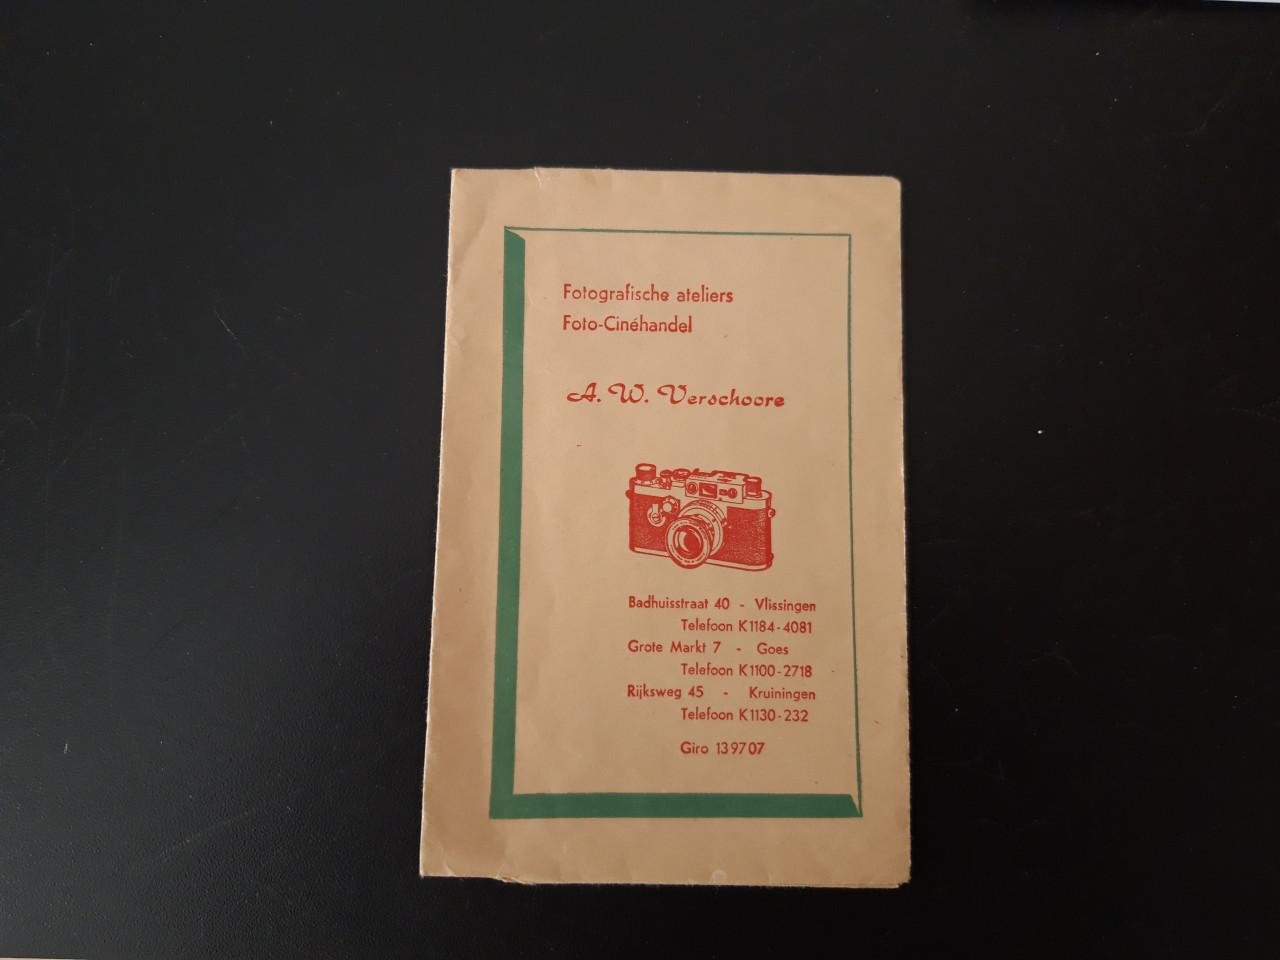 Fotografische ateliers
Foto-Cinéhandel
A. W. Verschoore
Badhuisstraat 40 - Vlissingen
Telefoon K1184-4081
Grote Markt 7 - Goes
Telefoon K1100-2718
Rijksweg 45 - Kruiningen
Telefoon K1130-232
Giro 139707